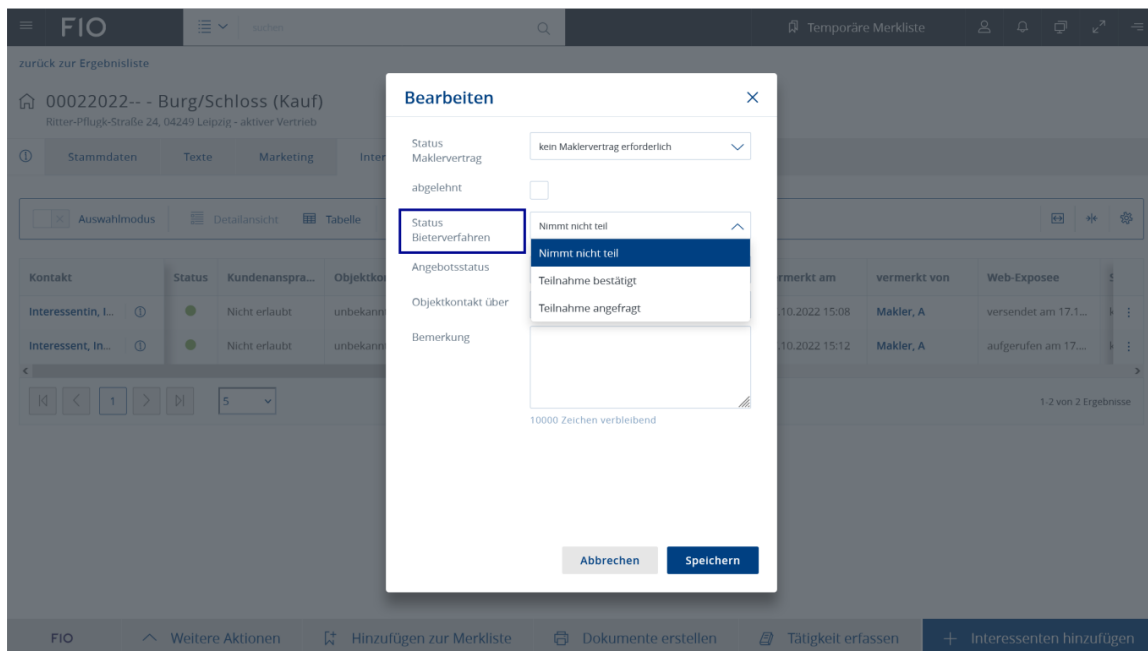 FIO
suchen
Temporäre Merkliste
zurück zur Ergebnisliste
00022022-- - Burg/Schloss (Kauf)
Ritter-Pflugk-Straße 24, 04249 Leipzig - aktiver Vertrieb
Stammdaten Texte Marketing Inter
Auswahlmodus Detailansicht Tabelle
Kontakt Status Kundenanspra... Objektkon ermerkt am vermerkt von Web-Exposee
Interessentin, I... Nicht erlaubt unbekann .10.2022 15:08 Makler, A versendet am 17.1...
Interessent, In... Nicht erlaubt unbekann .10.2022 15:12 Makler, A aufgerufen am 17....
1 5 1-2 von 2 Ergebnisse
Bearbeiten
Status
Maklervertrag
kein Maklervertrag erforderlich
abgelehnt
Status
Bieterverfahren
Nimmt nicht teil
Nimmt nicht teil
Teilnahme bestätigt
Teilnahme angefragt
Angebotsstatus
Objektkontakt über
Bemerkung
10000 Zeichen verbleibend
Abbrechen Speichern
FIO Weitere Aktionen Hinzufügen zur Merkliste Dokumente erstellen Tätigkeit erfassen + Interessenten hinzufügen